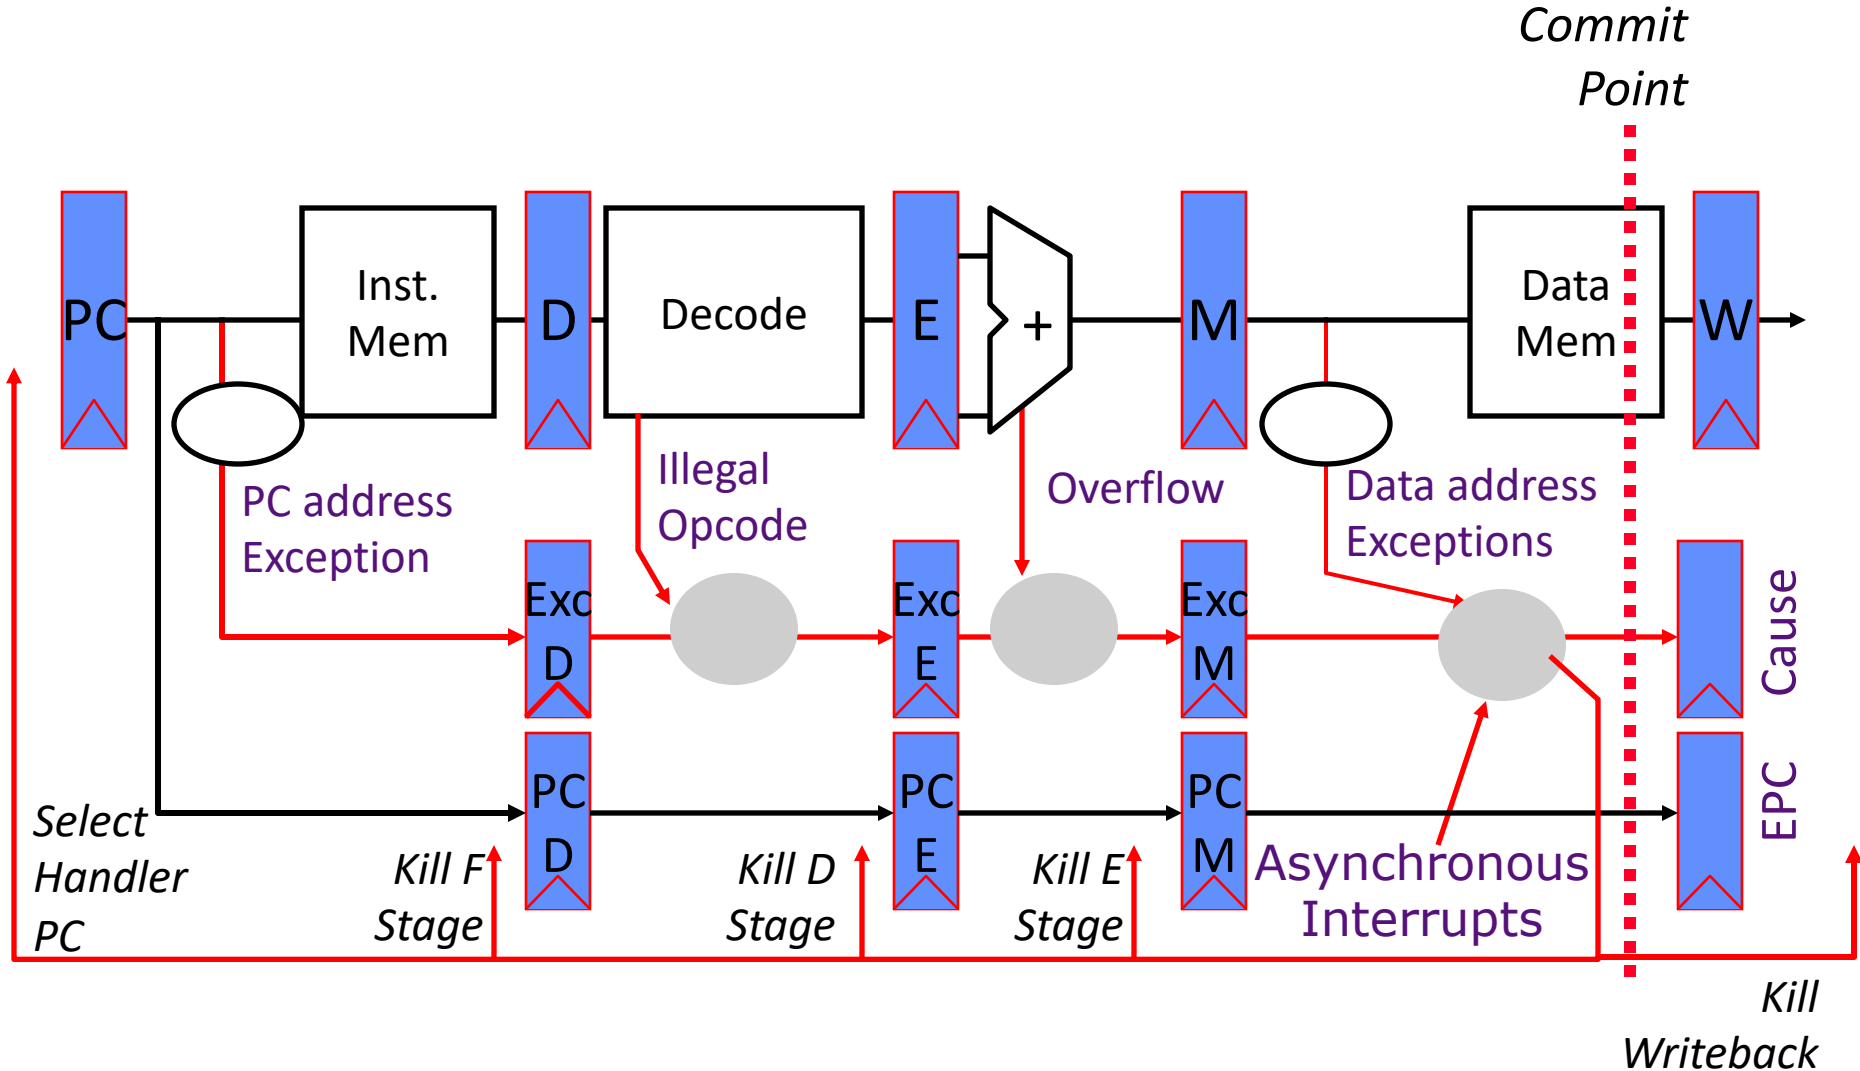 Commit
Point
PC
Inst.
Mem
D
Decode
E
+
M
Data
Mem
W
PC address
Exception
Illegal
Opcode
Overflow
Data address
Exceptions
Exc
D
Exc
E
Exc
M
Cause
PC
D
PC
E
PC
M
EPC
Select
Handler
PC
Kill F
Stage
Kill D
Stage
Kill E
Stage
Asynchronous
Interrupts
Kill
Writeback